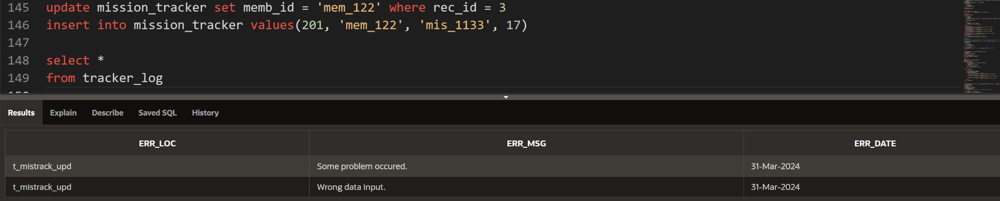 145 update mission_tracker set memb_id = 'mem_122' where rec_id = 3
146 insert into mission_tracker values(201, 'mem_122', 'mis_1133', 17)
147
148 select *
149 from tracker_log
Results Explain Describe Saved SQL History
ERR_LOC ERR_MSG ERR_DATE
t_mistrack_upd Some problem occured. 31-Mar-2024
t_mistrack_upd Wrong data input. 31-Mar-2024